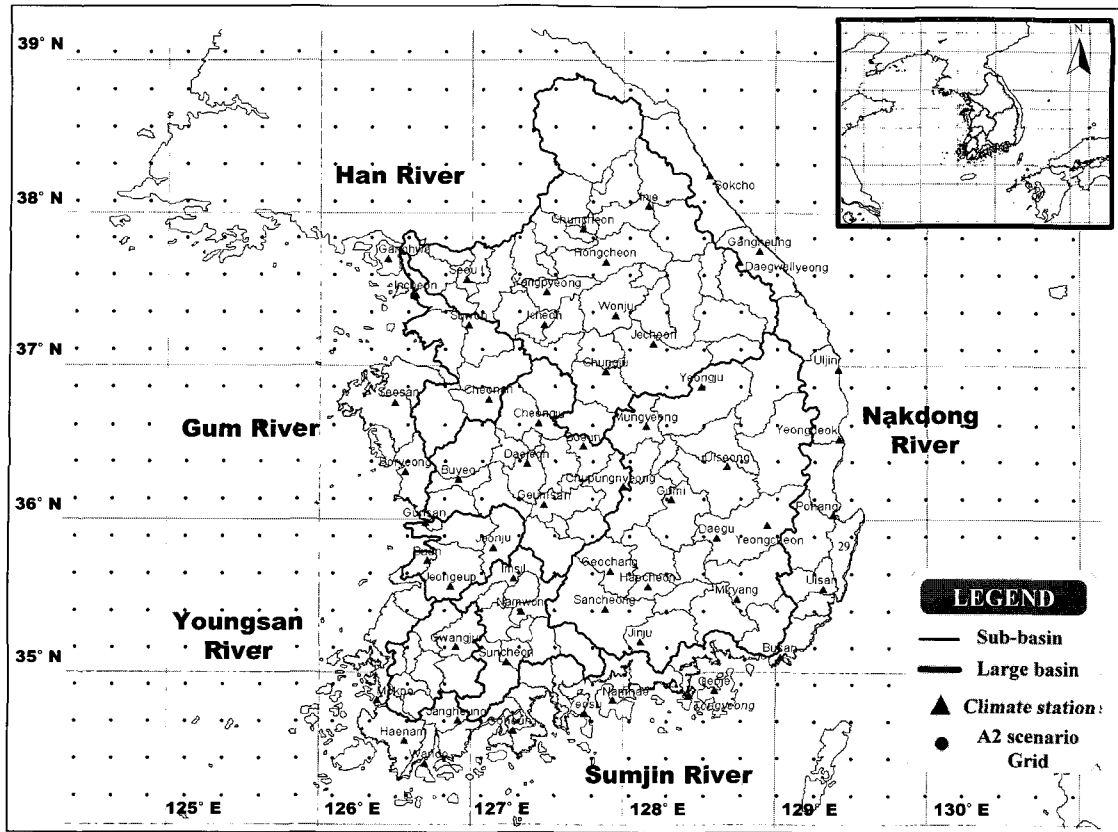 39° N
N
Han River
Sokcho
38° N
Inje
Chuncheon
Ganghwa
Gangneung
Hongcheon
Daegwallyeong
Seoul
Yangpyeong
Incheon
Wonju
Suwon
Icheon
Jecheon
37° N
Chungju
Uljin
Yeongju
Cheonan
Seosan
Cheongju
Mungyeong
Gum River
Nakdong
River
Yeongdeok
Boeun
Daejeon
Uiseong
Boryeong
Buyeo
Chupungnyeong
Geumsan
Gumi
36° N
Gunsan
Pohang
Daegu
Yeongcheon
29
Jeonju
Buan
Imsil
Geochang
Jeongeup
Hapcheon
Ulsan
Miryang
LEGEND
Namwon
Sancheong
Youngsan
River
Gwangju
Jinju
Sub-basin
Busan
35° N
Suncheon
Large basin
Geoje
Mokpo
Namhae
Tongyeong
Yeosu
Climate station
Jangheung
Goheung
Haenam
A2 scenario
Grid
Wando
Sumjin River
125° E
126° E
127° E
128° E
129° E
130° E